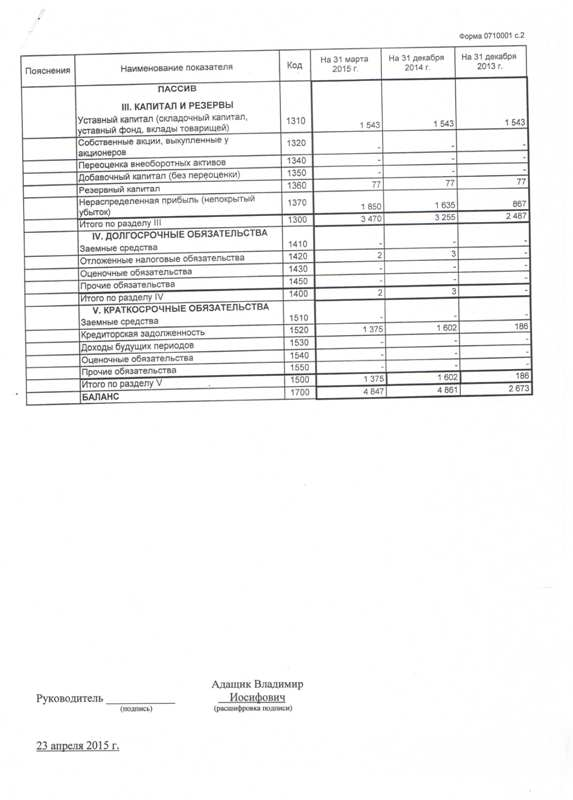 Форма 0710001 с.2
Пояснения Наименование показателя Код На 31 марта 2015 г. На 31 декабря 2014 г. На 31 декабря 2013 г.
ПАССИВ
III. КАПИТАЛ И РЕЗЕРВЫ
Уставный капитал (складочный капитал,
уставный фонд, вклады товарищей) 1310 1 543 1 543 1 543
Собственные акции, выкупленные у
акционеров 1320 - - -
Переоценка внеоборотных активов 1340 - - -
Добавочный капитал (без переоценки) 1350 - - -
Резервный капитал 1360 77 77 77
Нераспределенная прибыль (непокрытый
убыток) 1370 1 850 1 635 867
Итого по разделу III 1300 3 470 3 255 2 487
IV. ДОЛГОСРОЧНЫЕ ОБЯЗАТЕЛЬСТВА
Заемные средства 1410 - - -
Отложенные налоговые обязательства 1420 2 3 -
Оценочные обязательства 1430 - - -
Прочие обязательства 1450 - - -
Итого по разделу IV 1400 2 3 -
V. КРАТКОСРОЧНЫЕ ОБЯЗАТЕЛЬСТВА
Заемные средства 1510 - - -
Кредиторская задолженность 1520 1 375 1 602 186
Доходы будущих периодов 1530 - - -
Оценочные обязательства 1540 - - -
Прочие обязательства 1550 - - -
Итого по разделу V 1500 1 375 1 602 186
БАЛАНС 1700 4 847 4 861 2 673
Адащик Владимир
Руководитель Иосифович
(подпись) (расшифровка подписи)
23 апреля 2015 г.